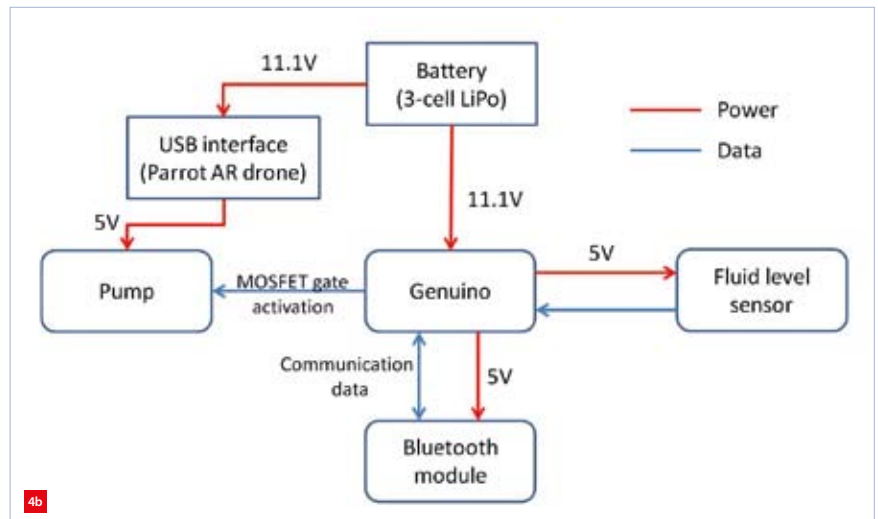 11.1V
Battery
(3-cell LiPo)
Power
USB interface
(Parrot AR drone)
Data
11.1V
5V
Pump
MOSFET gate
activation
Genuino
5V
Fluid level
sensor
Communication
data
5V
Bluetooth
module
4b